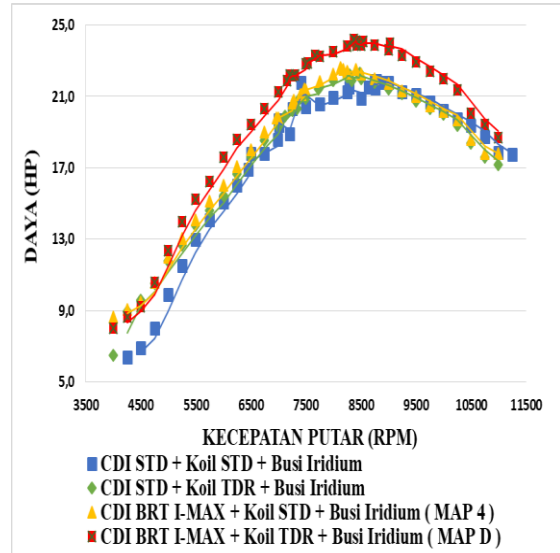 25,0
21,0
17,0
13,0
9,0
5,0
DAYA (HP)
3500 4500 5500 6500 7500 8500 9500 10500 11500
KECEPATAN PUTAR (RPM)
CDI STD + Koil STD + Busi Iridium
CDI STD + Koil TDR + Busi Iridium
CDI BRT I-MAX + Koil STD + Busi Iridium ( MAP 4 )
CDI BRT I-MAX + Koil TDR + Busi Iridium ( MAP D )